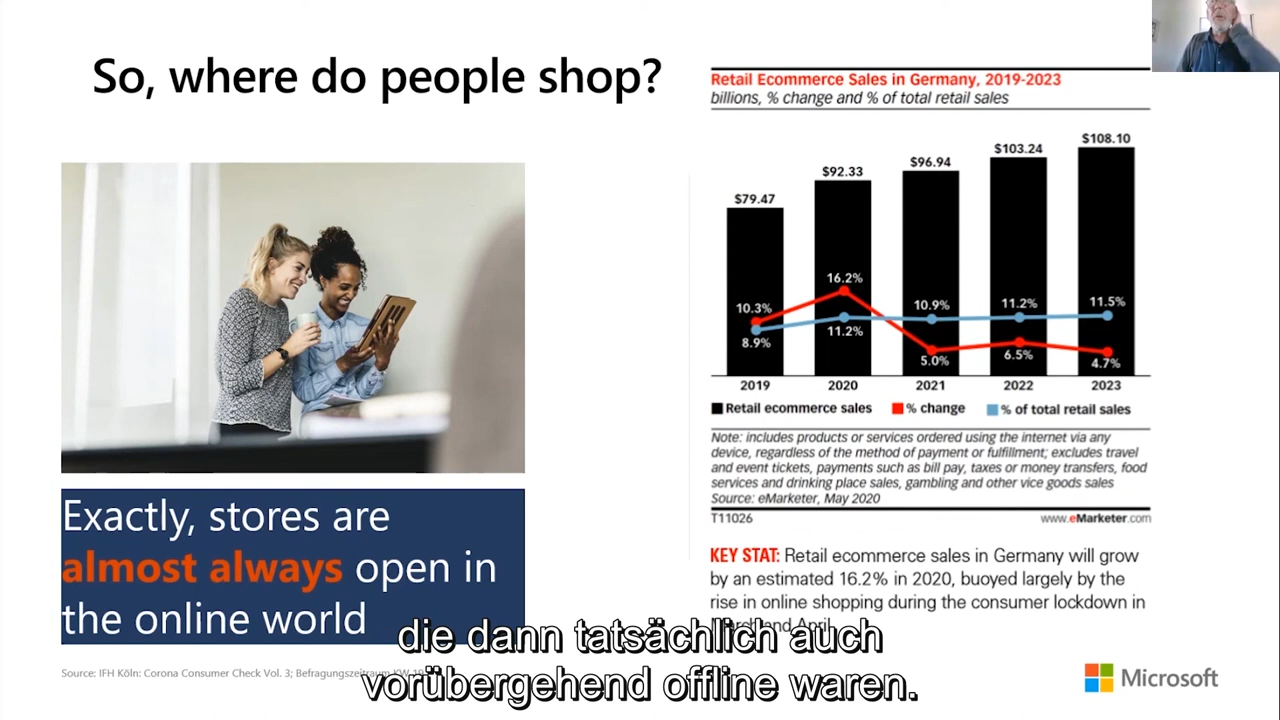 So, where do people shop?
Exactly, stores are
almost always open in
the online world
Source: IFH Köln: Corona Consumer Check Vol. 3; Befragungszeitraum KW
Retail Ecommerce Sales in Germany, 2019-2023
billions, % change and % of total retail sales
$79.47 $92.33 $96.94 $103.24 $108.10
10.3% 16.2% 10.9% 11.2% 11.5%
8.9% 11.2% 5.0% 6.5% 4.7%
2019 2020 2021 2022 2023
Retail ecommerce sales % change % of total retail sales
Note: includes products or services ordered using the internet via any
device, regardless of the method of payment or fulfillment; excludes travel
and event tickets, payments such as bill pay, taxes or money transfers, food
services and drinking place sales, gambling and other vice goods sales
Source: eMarketer, May 2020
T11026 www.eMarketer.com
KEY STAT: Retail ecommerce sales in Germany will grow
by an estimated 16.2% in 2020, buoyed largely by the
rise in online shopping during the consumer lockdown in
and April
Microsoft
die dann tatsächlich auch
vorübergehend offline waren.